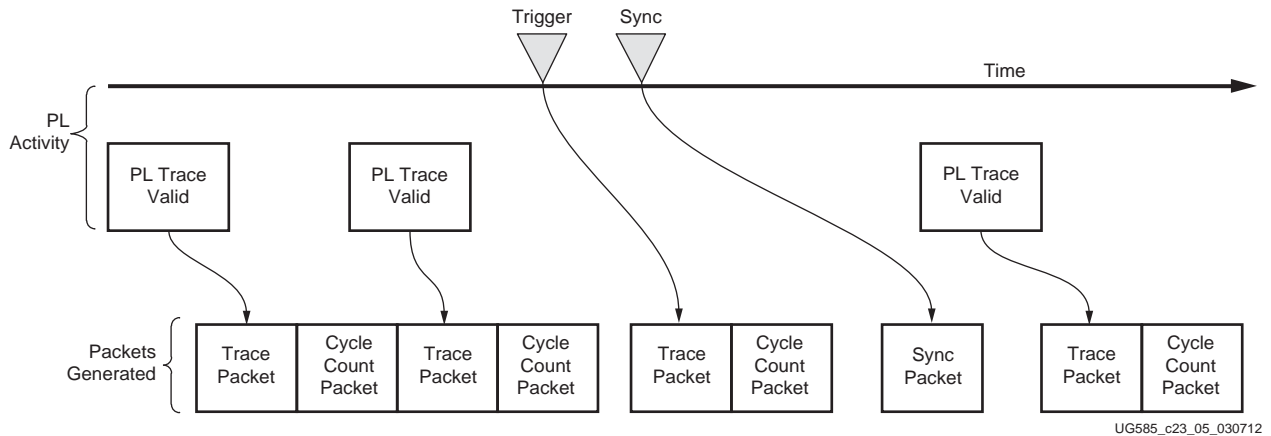 Trigger
Sync
Time
PL
Activity
PL Trace
Valid
PL Trace
Valid
PL Trace
Valid
Packets
Generated
Trace
Packet
Cycle
Count
Packet
Trace
Packet
Cycle
Count
Packet
Trace
Packet
Cycle
Count
Packet
Sync
Packet
Trace
Packet
Cycle
Count
Packet
UG585_c23_05_030712